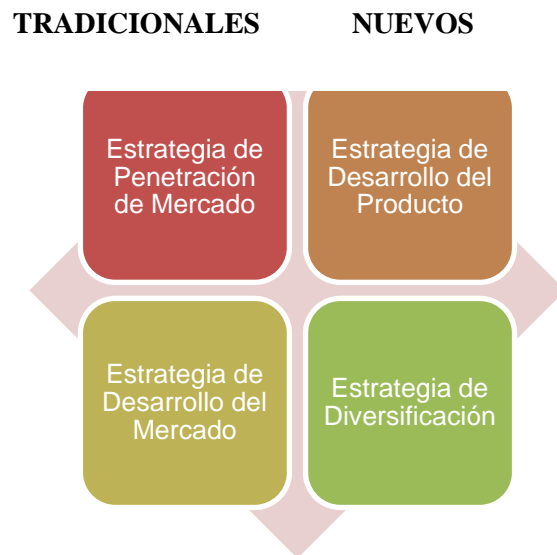 TRADICIONALES NUEVOS
Estrategia de
Penetración
de Mercado
Estrategia de
Desarrollo del
Producto
Estrategia de
Desarrollo del
Mercado
Estrategia de
Diversificación